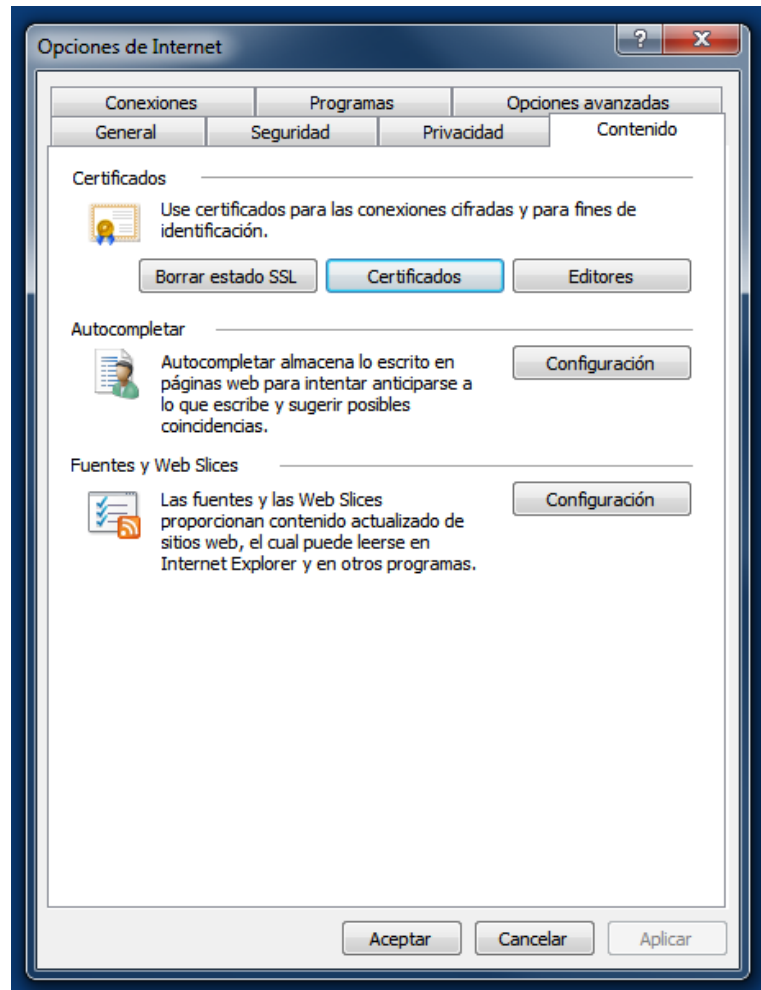 Opciones de Internet
Conexiones Programas Opciones avanzadas
General Seguridad Privacidad Contenido
Certificados
Use certificados para las conexiones cifradas y para fines de
identificación.
Borrar estado SSL Certificados Editores
Autocompletar
Autocompletar almacena lo escrito en
páginas web para intentar anticiparse a
lo que escribe y sugerir posibles
coincidencias.
Configuración
Fuentes y Web Slices
Las fuentes y las Web Slices
proporcionan contenido actualizado de
sitios web, el cual puede leerse en
Internet Explorer y en otros programas.
Configuración
Aceptar Cancelar Aplicar